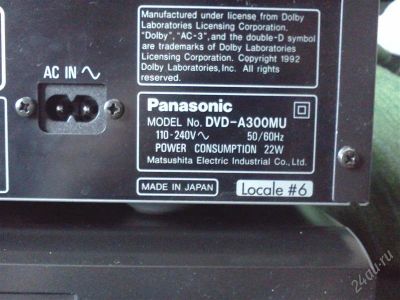 Manufactured under license from Dolby
Laboratories Licensing Corporation.
"Dolby", "AC-3", and the double-D symbol
are trademarks of Dolby Laboratories
Licensing Corporation. Copyright 1992
Dolby Laboratories, Inc. All rights
reserved.
AC IN
Panasonic
MODEL No. DVD-A300MU
110-240V~ 50/60Hz
POWER CONSUMPTION 22W
Matsushita Electric Industrial Co., Ltd.
MADE IN JAPAN
Locale #6
24au.ru